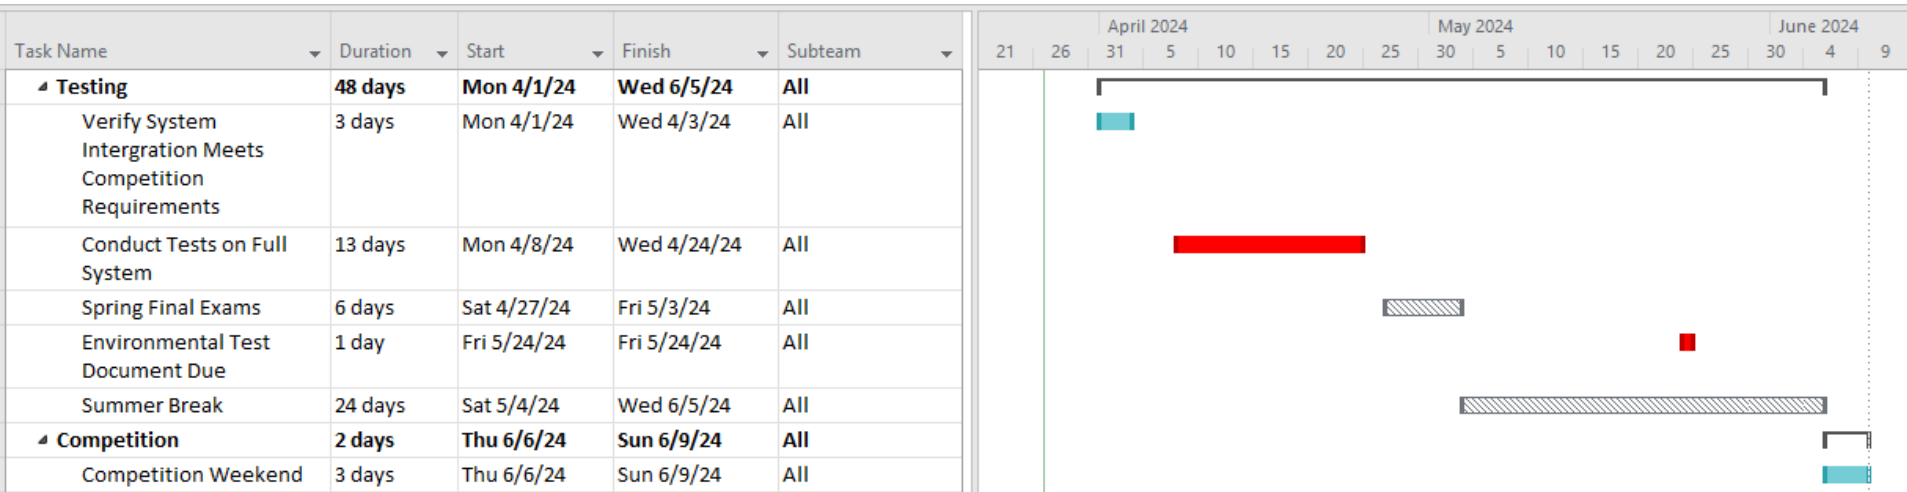 April 2024 May 2024 June 2024
Task Name Duration Start Finish Subteam 21 26 31 5 10 15 20 25 30 5 10 15 20 25 30 4 9
Testing 48 days Mon 4/1/24 Wed 6/5/24 All
Verify System 3 days Mon 4/1/24 Wed 4/3/24 All
Intergration Meets
Competition
Requirements
Conduct Tests on Full 13 days Mon 4/8/24 Wed 4/24/24 All
System
Spring Final Exams 6 days Sat 4/27/24 Fri 5/3/24 All
Environmental Test 1 day Fri 5/24/24 Fri 5/24/24 All
Document Due
Summer Break 24 days Sat 5/4/24 Wed 6/5/24 All
Competition 2 days Thu 6/6/24 Sun 6/9/24 All
Competition Weekend 3 days Thu 6/6/24 Sun 6/9/24 All